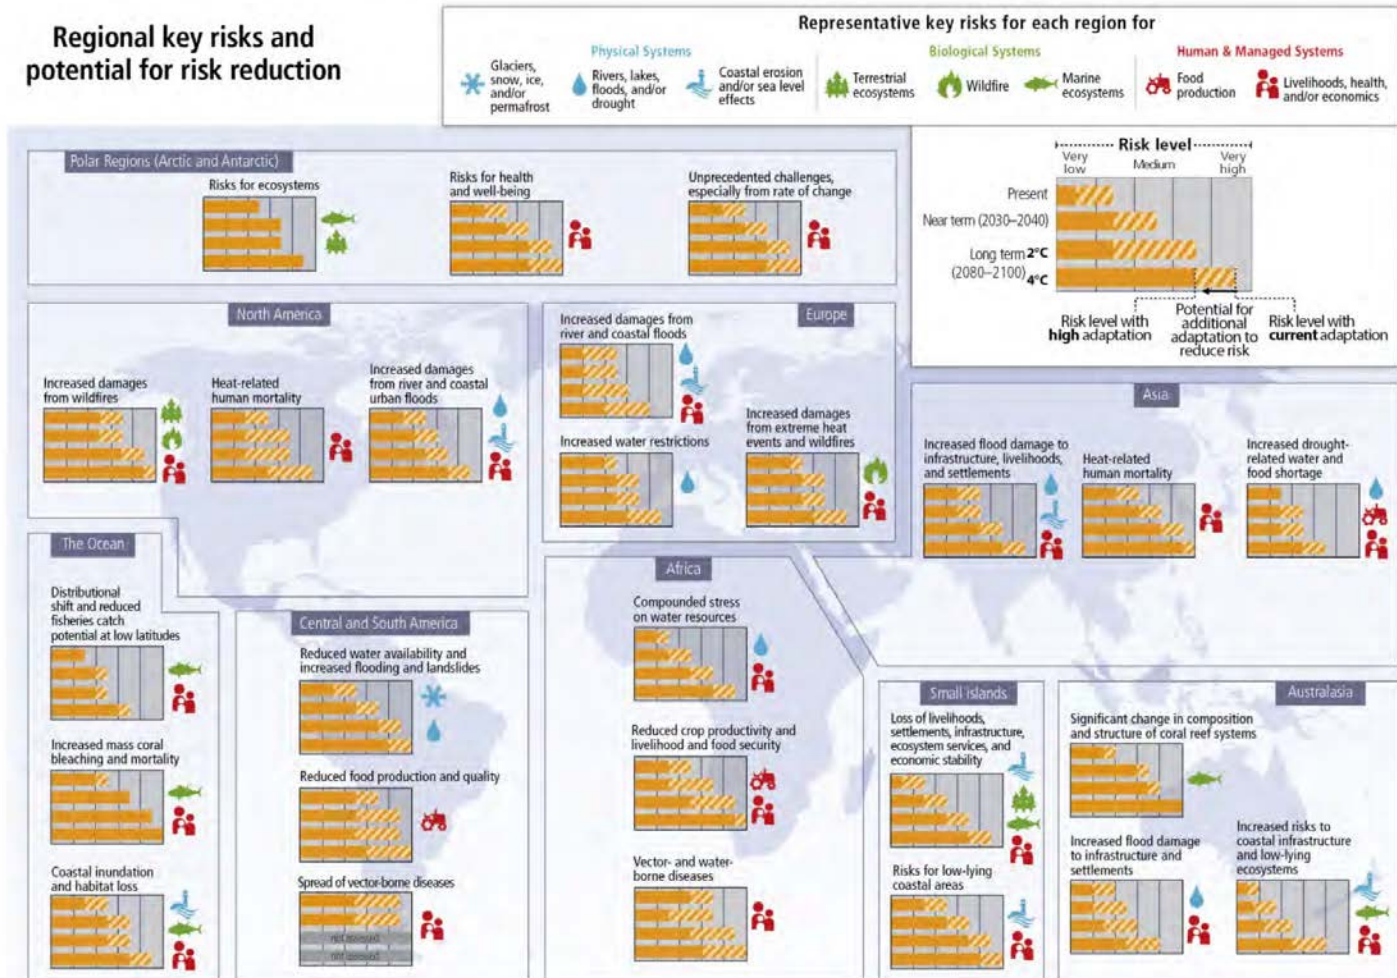 Regional key risks and
potential for risk reduction
Representative key risks for each region for
Physical Systems
Glaciers,
snow, ice,
and/or
permafrost
Rivers, lakes,
floods, and/or
drought
Coastal erosion
and/or sea level
effects
Biological Systems
Terrestrial
ecosystems
Wildfire
Marine
ecosystems
Human & Managed Systems
Food
production
Livelihoods, health,
and/or economics
Risk level
Very
low
Medium
Very
high
Present
Near term (2030–2040)
Long term 2°C
(2080–2100) 4°C
Risk level with
high adaptation
Potential for
additional
adaptation to
reduce risk
Risk level with
current adaptation
Polar Regions (Arctic and Antarctic)
Risks for ecosystems
Risks for health
and well-being
Unprecedented challenges,
especially from rate of change
North America
Increased damages
from wildfires
Heat-related
human mortality
Increased damages
from river and coastal
urban floods
Europe
Increased damages from
river and coastal floods
Increased water restrictions
Increased damages
from extreme heat
events and wildfires
Asia
Increased flood damage to
infrastructure, livelihoods,
and settlements
Heat-related
human mortality
Increased drought-
related water and
food shortage
The Ocean
Distributional
shift and reduced
fisheries catch
potential at low latitudes
Increased mass coral
bleaching and mortality
Coastal inundation
and habitat loss
Central and South America
Reduced water availability and
increased flooding and landslides
Reduced food production and quality
Spread of vector-borne diseases
not assessed
not assessed
Africa
Compounded stress
on water resources
Reduced crop productivity and
livelihood and food security
Vector- and water-
borne diseases
Small islands
Loss of livelihoods,
settlements, infrastructure,
ecosystem services, and
economic stability
Risks for low-lying
coastal areas
Australasia
Significant change in composition
and structure of coral reef systems
Increased flood damage
to infrastructure and
settlements
Increased risks to
coastal infrastructure
and low-lying
ecosystems